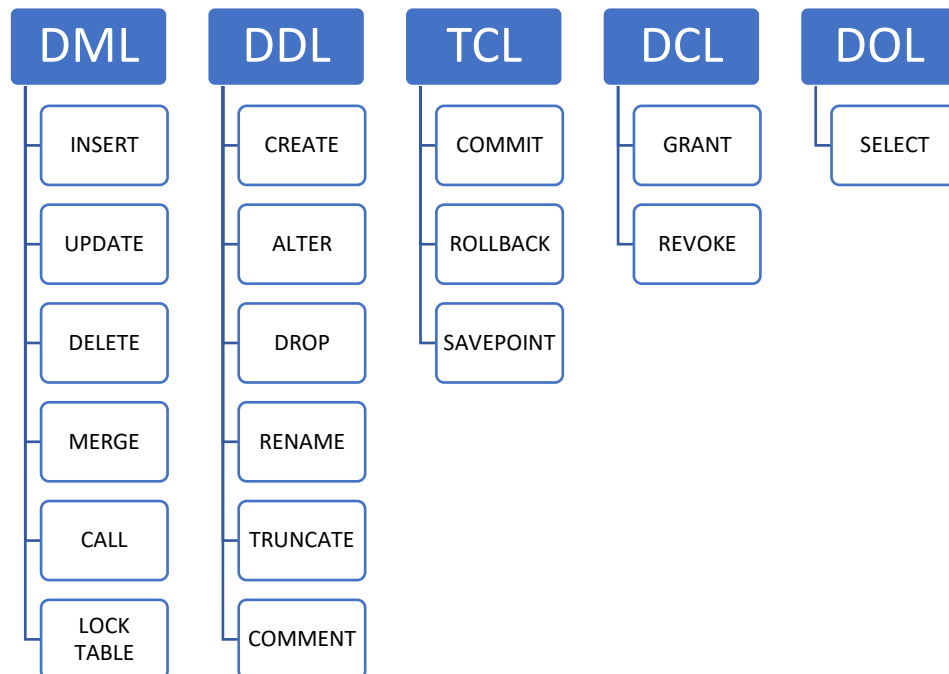 DML
DDL
TCL
DCL
DOL
INSERT
UPDATE
DELETE
MERGE
CALL
LOCK
TABLE
CREATE
ALTER
DROP
RENAME
TRUNCATE
COMMENT
COMMIT
ROLLBACK
SAVEPOINT
GRANT
REVOKE
SELECT